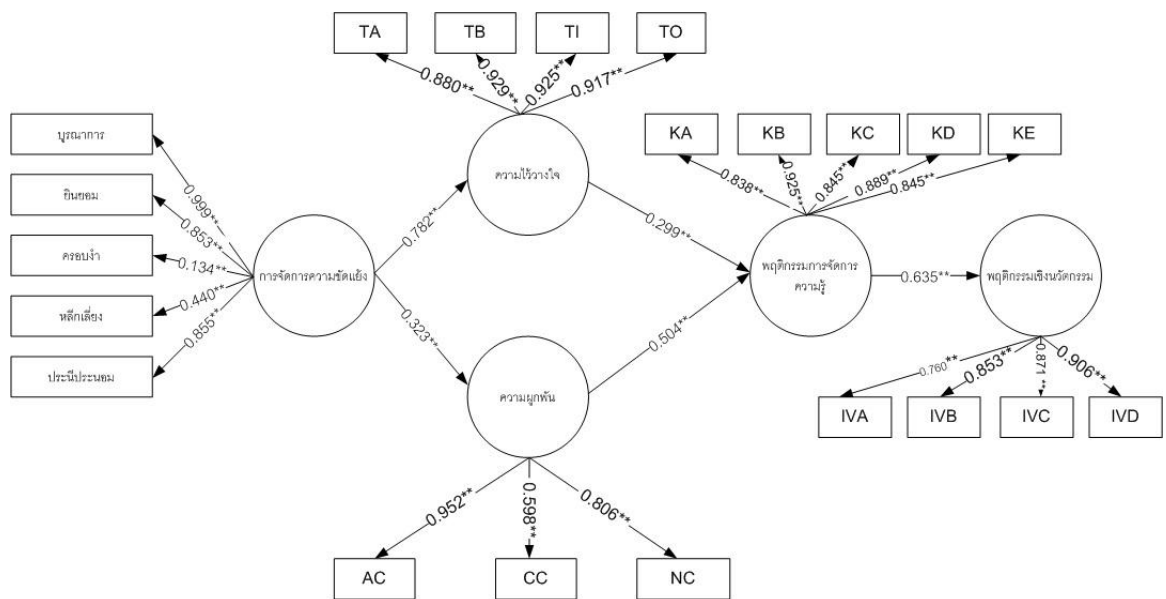 TA
TB
TI
TO
0.880**
0.929**
0.925**
0.917**
บูรณาการ
ยินยอม
ครอบงำ
หลีกเลี่ยง
ประนีประนอม
0.999**
0.853**
0.134**
0.440**
0.855**
การจัดการความขัดแย้ง
0.782**
0.323**
ความไว้วางใจ
ความผูกพัน
0.299**
0.504**
KA
KB
KC
KD
KE
0.838**
0.925**
0.845**
0.889**
0.845**
พฤติกรรมการจัดการ
ความรู้
0.635**
พฤติกรรมเชิงนวัตกรรม
0.760**
0.853**
0.871**
0.906**
IVA
IVB
IVC
IVD
0.952**
0.598**
0.806**
AC
CC
NC